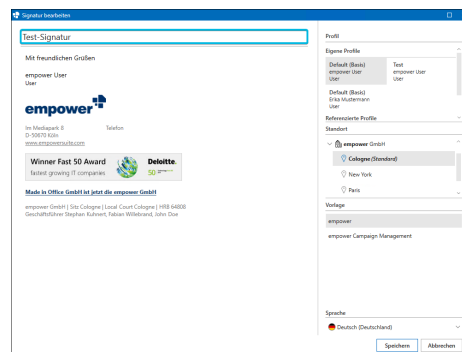 Signatur bearbeiten
Test-Signatur
Mit freundlichen Grüßen
empower User
User
empower
Im Mediapark 8 Telefon
D-50670 Köln
www.empowersuite.com
Winner Fast 50 Award
fastest growing IT companies
Deloitte.
50
Made in Office GmbH ist jetzt die empower GmbH
empower GmbH | Sitz Cologne | Local Court Cologne | HRB 64808
Geschäftsführer Stephan Kuhnert, Fabian Willebrand, John Doe
Profil
Eigene Profile
Default (Basis)
empower User
User
Test
empower User
User
Default (Basis)
Erika Mustermann
User
Referenzierte Profile
Standort
empower GmbH
Cologne (Standard)
New York
Paris
Vorlage
empower
empower Campaign Management
Sprache
Deutsch (Deutschland)
Speichern
Abbrechen